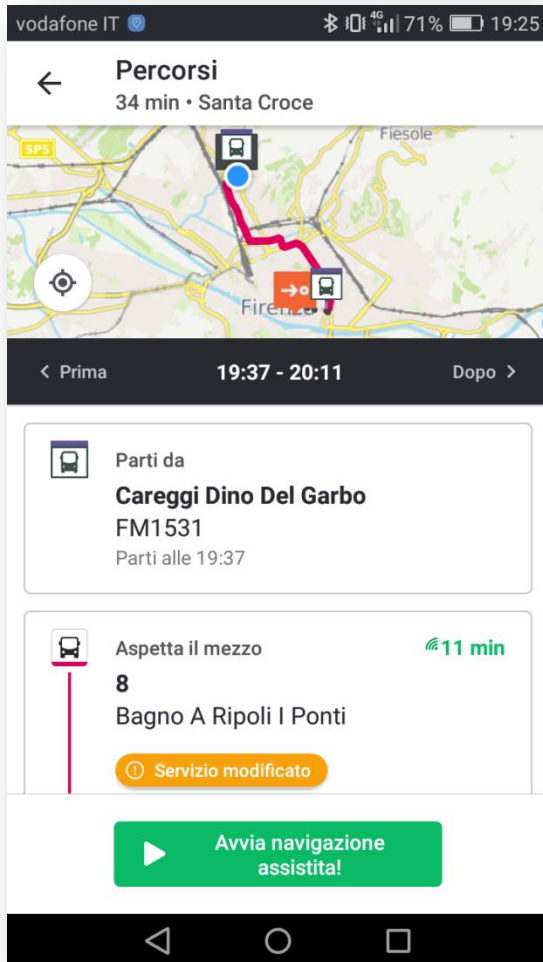 vodafone IT 4G 71% 19:25
Percorsi
34 min • Santa Croce
SP5
Fiesole
< Prima 19:37 - 20:11 Dopo >
Parti da
Careggi Dino Del Garbo
FM1531
Parti alle 19:37
Aspetta il mezzo 11 min
8
Bagno A Ripoli I Ponti
Servizio modificato
Avvia navigazione
assistita!